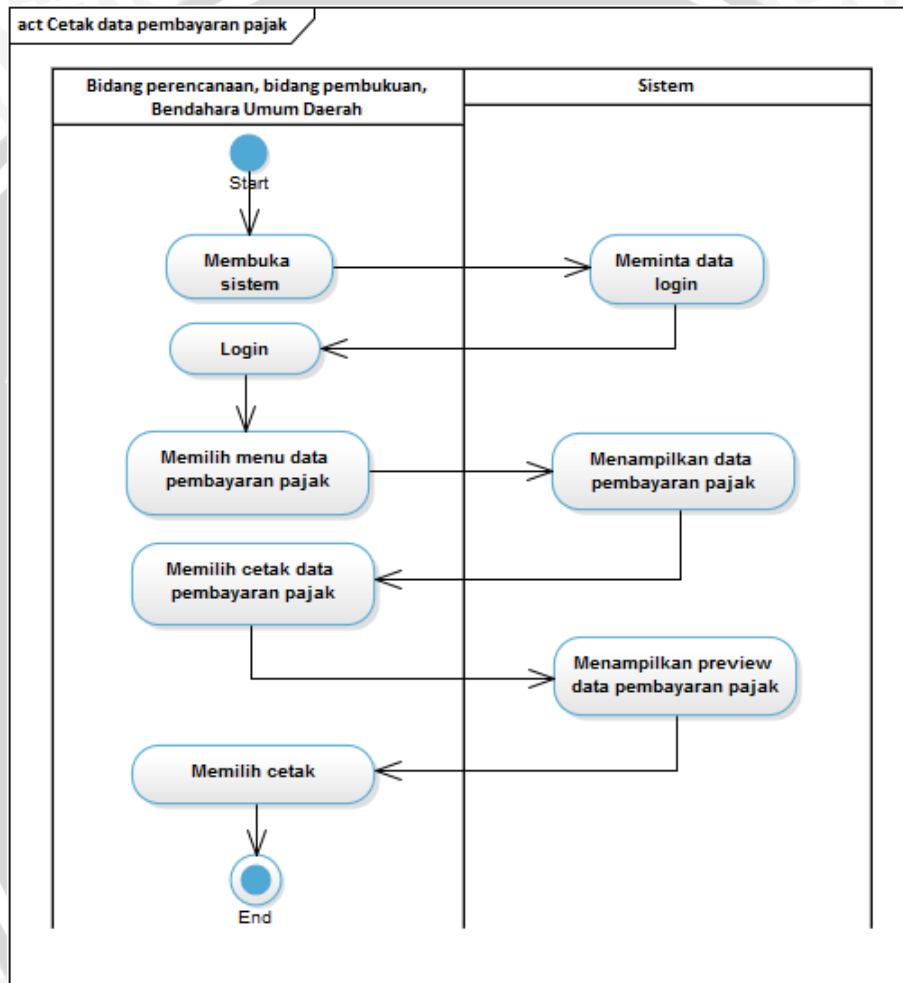 act Cetak data pembayaran pajak
Bidang perencanaan, bidang pembukuan,
Bendahara Umum Daerah
Sistem
Start
Membuka
sistem
Meminta data
login
Login
Memilih menu data
pembayaran pajak
Menampilkan data
pembayaran pajak
Memilih cetak data
pembayaran pajak
Menampilkan preview
data pembayaran pajak
Memilih cetak
End